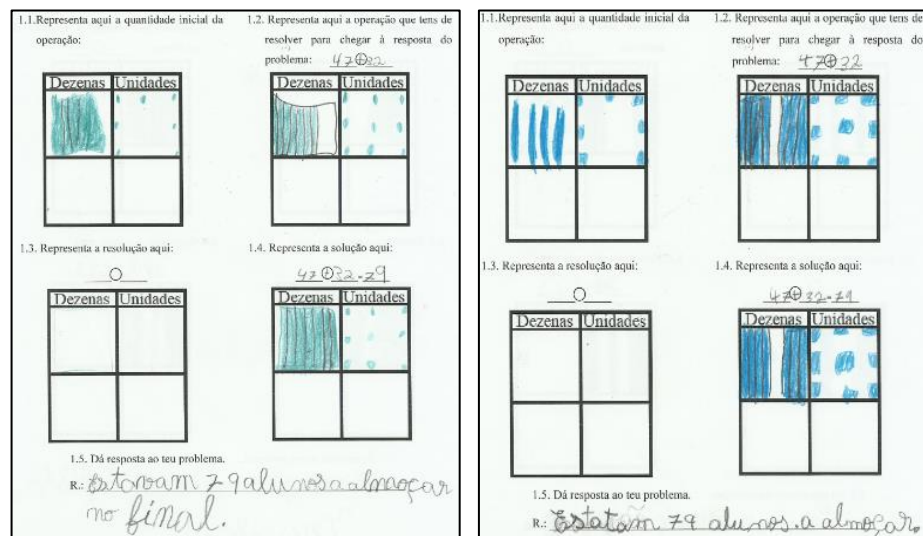 1.1.Representa aqui a quantidade inicial da
operação:
Dezenas Unidades
1.2. Representa aqui a operação que tens de
resolver para chegar à resposta do
problema: 47⊕32
Dezenas Unidades
1.3. Representa a resolução aqui:
○
Dezenas Unidades
1.4. Representa a solução aqui:
47⊕32=79
Dezenas Unidades
1.5. Dá resposta ao teu problema.
R.: Estavam 79 alunos a almoçar
no final.
1.1.Representa aqui a quantidade inicial da
operação:
Dezenas Unidades
1.2. Representa aqui a operação que tens de
resolver para chegar à resposta do
problema: 47⊕32
Dezenas Unidades
1.3. Representa a resolução aqui:
○
Dezenas Unidades
1.4. Representa a solução aqui:
47⊕32=79
Dezenas Unidades
1.5. Dá resposta ao teu problema.
R.: Estatam 79 alunos. a almoçar.